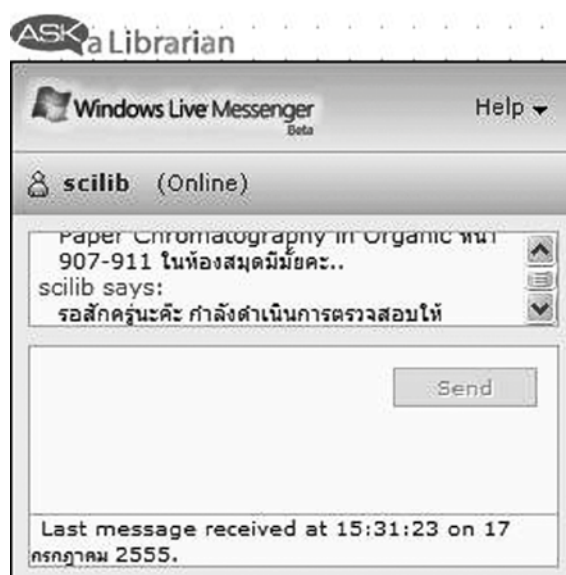 ASK a Librarian
Windows Live Messenger
Beta
Help
scilib (Online)
Paper Chromatography in Organic หน้า
907-911 ในห้องสมุดมีมั้ยคะ..
scilib says:
รอสักครู่นะค๊ะ กำลังดำเนินการตรวจสอบให้
Send
Last message received at 15:31:23 on 17
กรกฎาคม 2555.